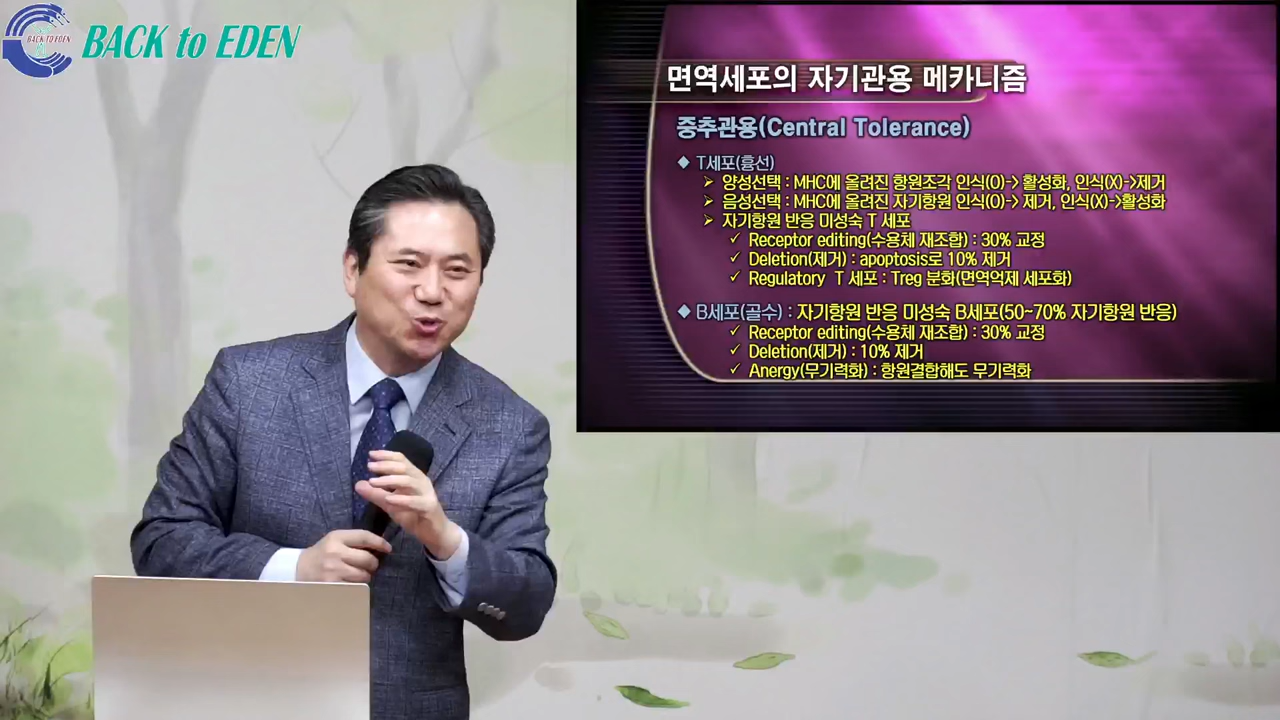 BACK TO EDEN
BACK to EDEN
면역세포의 자기관용 메카니즘
중추관용(Central Tolerance)
◆ T세포(흉선)
➢ 양성선택 : MHC에 올려진 항원조각 인식(O)-> 활성화, 인식(X)->제거
➢ 음성선택 : MHC에 올려진 자기항원 인식(O)-> 제거, 인식(X)->활성화
➢ 자기항원 반응 미성숙 T 세포
✓ Receptor editing(수용체 재조합) : 30% 교정
✓ Deletion(제거) : apoptosis로 10% 제거
✓ Regulatory T 세포 : Treg 분화(면역억제 세포화)
◆ B세포(골수) : 자기항원 반응 미성숙 B세포(50~70% 자기항원 반응)
✓ Receptor editing(수용체 재조합) : 30% 교정
✓ Deletion(제거) : 10% 제거
✓ Anergy(무기력화) : 항원결합해도 무기력화